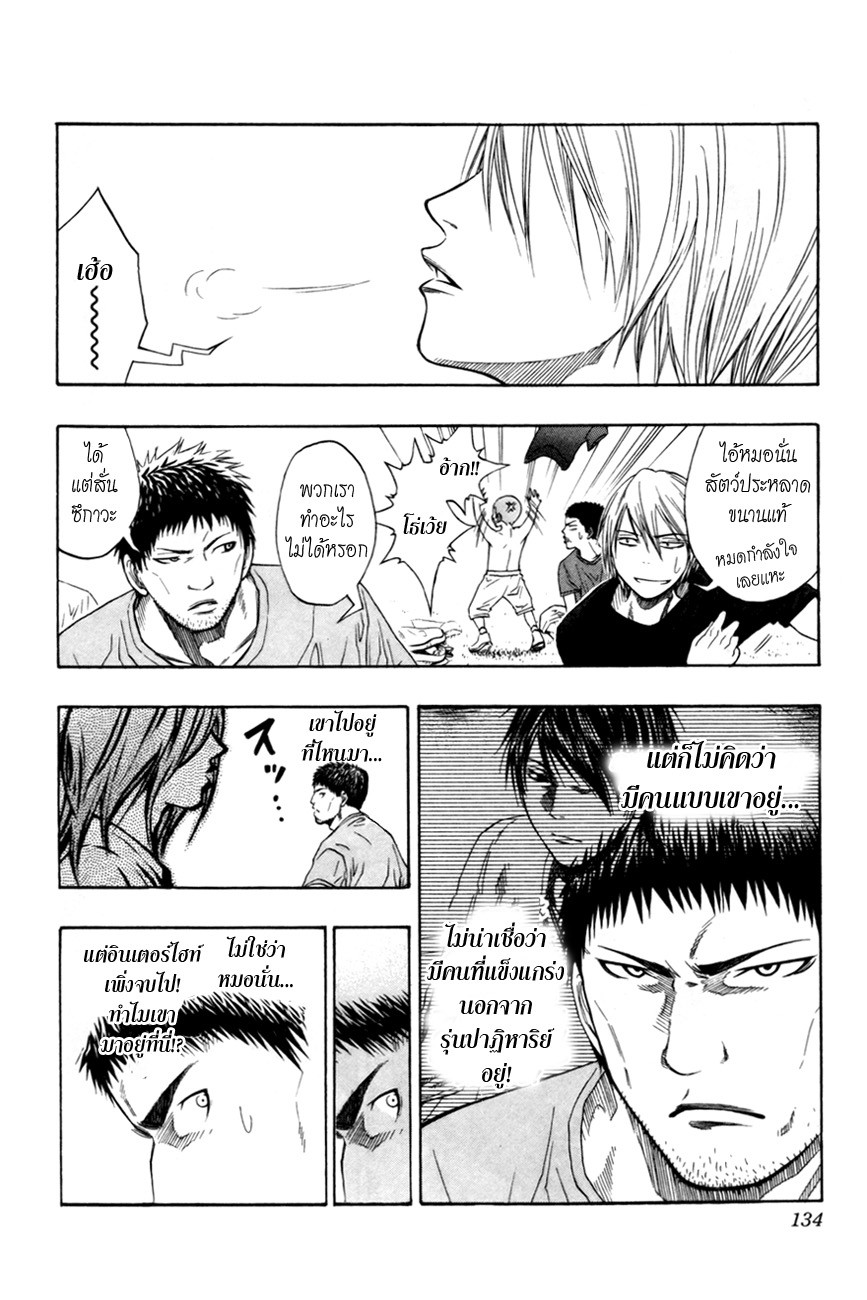 เฮ้อ
ไอ้หมอนั่น
สัตว์ประหลาด
ขนานแท้
หมดกำลังใจ
เลยแหะ
อ้าก!!
โธ่เว้ย
พวกเรา
ทำอะไร
ไม่ได้หรอก
ได้
แต่สั่น
ซึกาวะ
แต่ก็ไม่คิดว่า
มีคนแบบเขาอยู่...
ไม่น่าเชื่อว่า
มีคนที่แข็งแกร่ง
นอกจาก
รุ่นปาฏิหาริย์
อยู่!
เขาไปอยู่
ที่ไหนมา...
スッ
ไม่ใช่ว่า
หมอนั่น...
แต่อินเตอร์ไฮท์
เพิ่งจบไป!
ทำไมเขา
มาอยู่ที่นี่!?
134